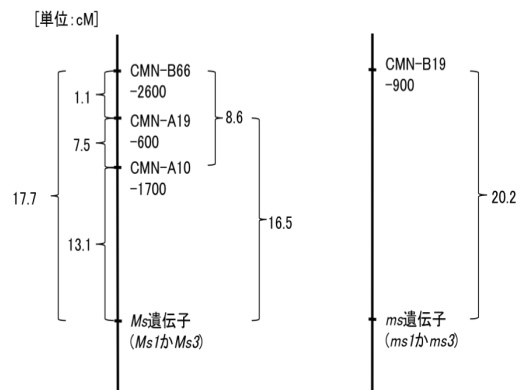 [単位:cM]
CMN-B66
-2600
1.1
CMN-A19
-600
8.6
7.5
CMN-A10
-1700
17.7
16.5
13.1
Ms遺伝子
(Ms1かMs3)
CMN-B19
-900
20.2
ms遺伝子
(ms1かms3)